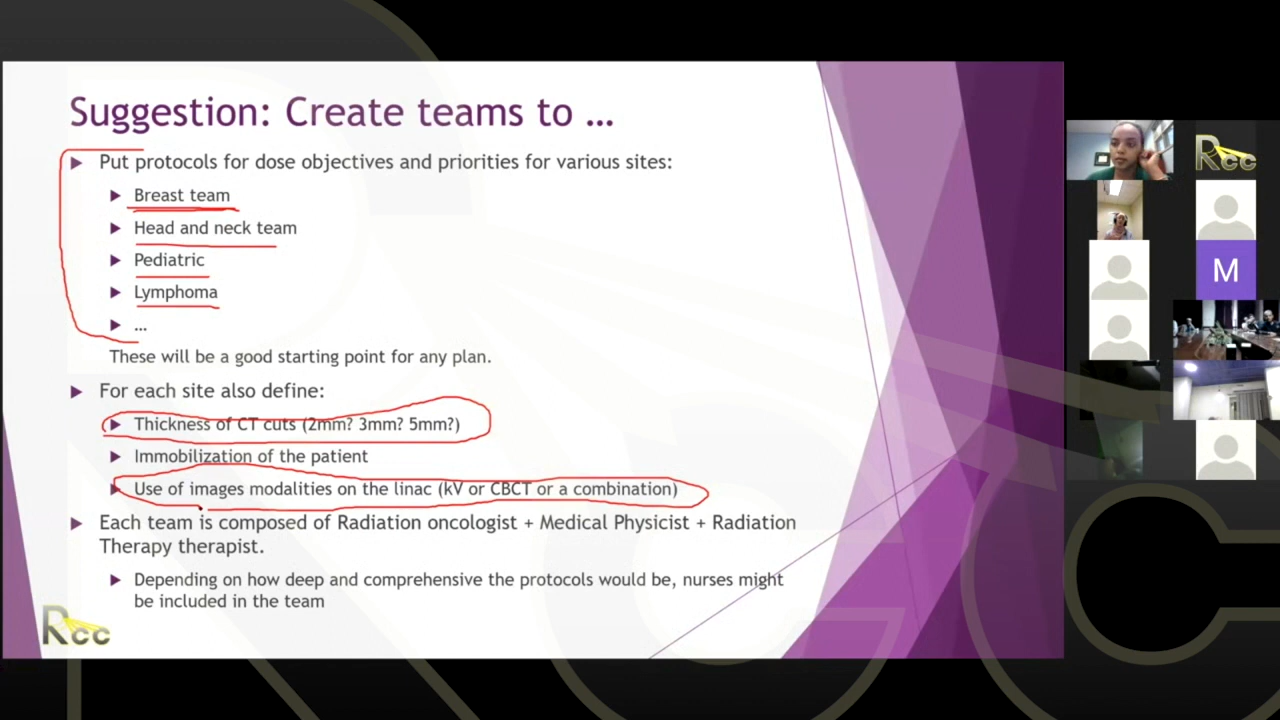 Suggestion: Create teams to ...
Put protocols for dose objectives and priorities for various sites:
Breast team
Head and neck team
Pediatric
Lymphoma
...
These will be a good starting point for any plan.
For each site also define:
Thickness of CT cuts (2mm? 3mm? 5mm?)
Immobilization of the patient
Use of images modalities on the linac (kV or CBCT or a combination)
Each team is composed of Radiation oncologist + Medical Physicist + Radiation
Therapy therapist.
Depending on how deep and comprehensive the protocols would be, nurses might
be included in the team
Rcc
Rcc
M